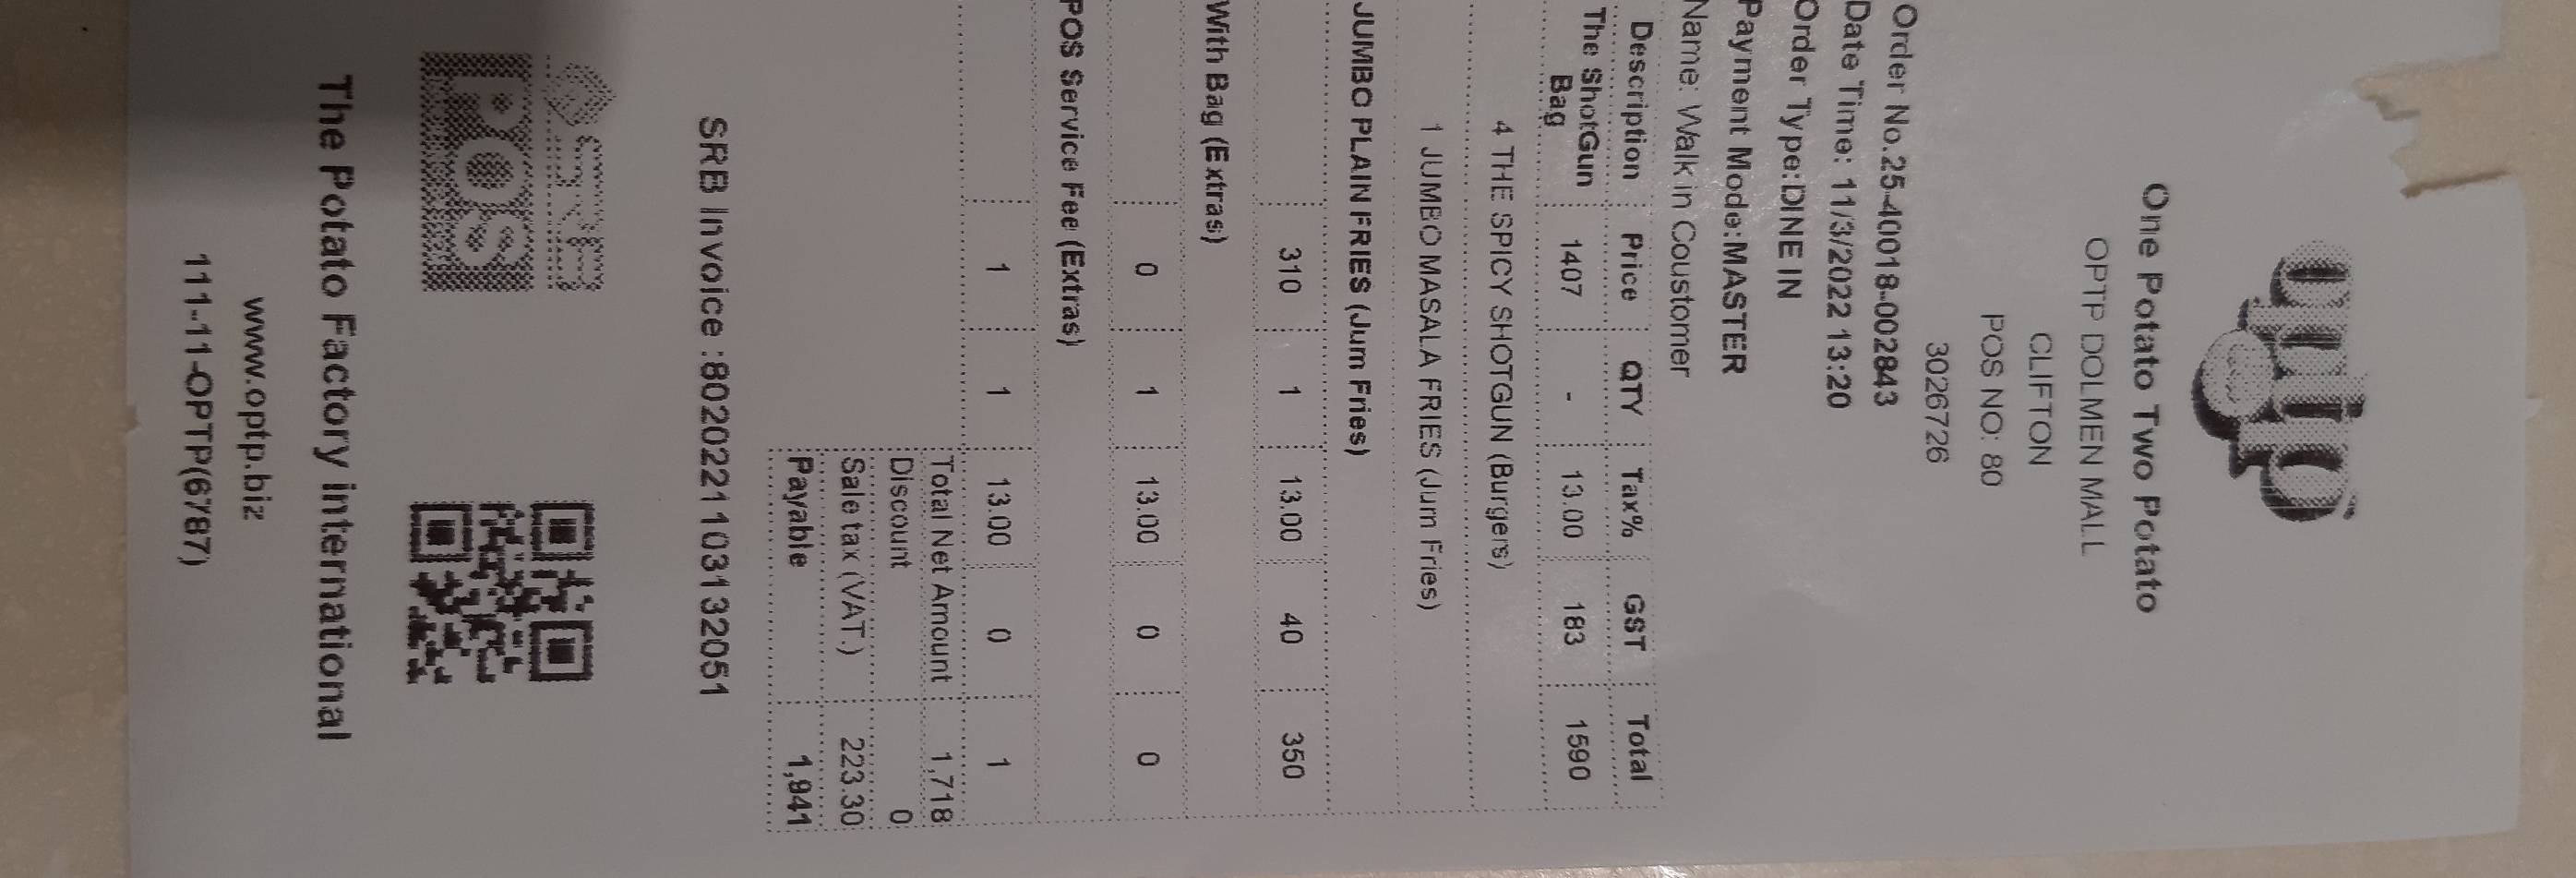 optp
One Potato Two Potato
OPTP DOLMEN MALL
CLIFTON
POS NO: 80
3026726
Order No.25-40018-002843
Date Time: 11/3/2022 13:20
Order Type:DINE IN
Payment Mode:MASTER
Name: Walk in Coustomer
Description Price QTY Tax% GST Total
The ShotGun Bag 1407 - 13.00 183 1590
4 THE SPICY SHOTGUN (Burgers)
1 JUMBO MASALA FRIES (Jum Fries)
JUMBO PLAIN FRIES (Jum Fries)
310 1 13.00 40 350
With Bag (Extras)
0 1 13.00 0 0
POS Service Fee (Extras)
1 1 13.00 0 1
Total Net Amount 1,718
Discount 0
Sale tax (VAT) 223.30
Payable 1,941
SRB Invoice :80202211031 32051
SRB
POS
The Potato Factory international
www.optp.biz
111-11-OPTP(6787)